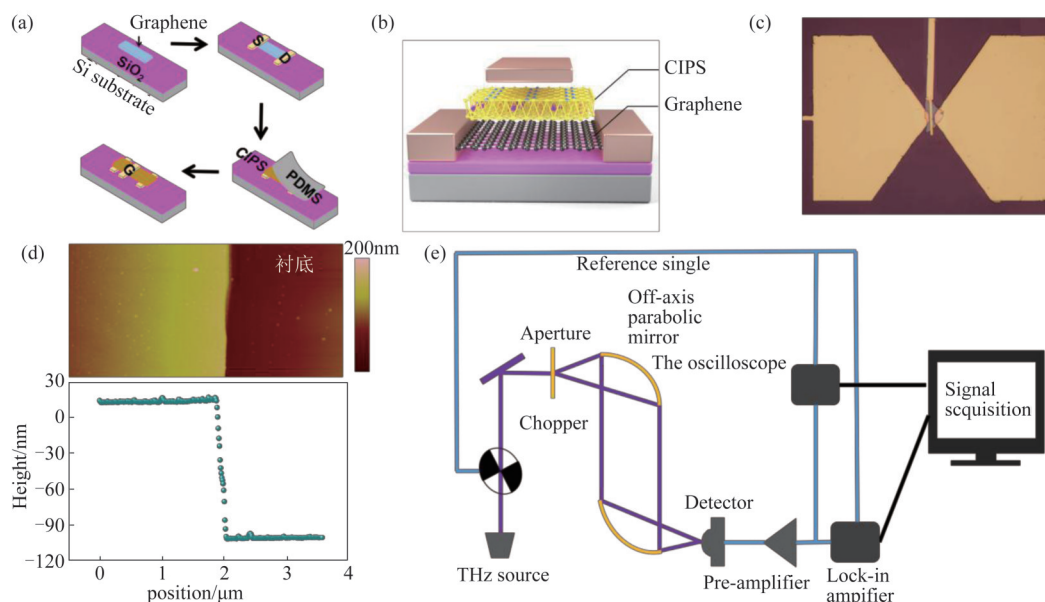 (a)
Graphene
SiO₂
Si substrate
S
D
CIPS
PDMS
G
(b)
CIPS
Graphene
(c)
(d)
衬底
200nm
Height/nm
30
0
−30
−60
−90
−120
0
1
2
3
4
position/μm
(e)
Reference single
Off-axis
parabolic
mirror
Aperture
The oscilloscope
Chopper
Signal
scquisition
Detector
THz source
Pre-amplifier
Lock-in
ampifier